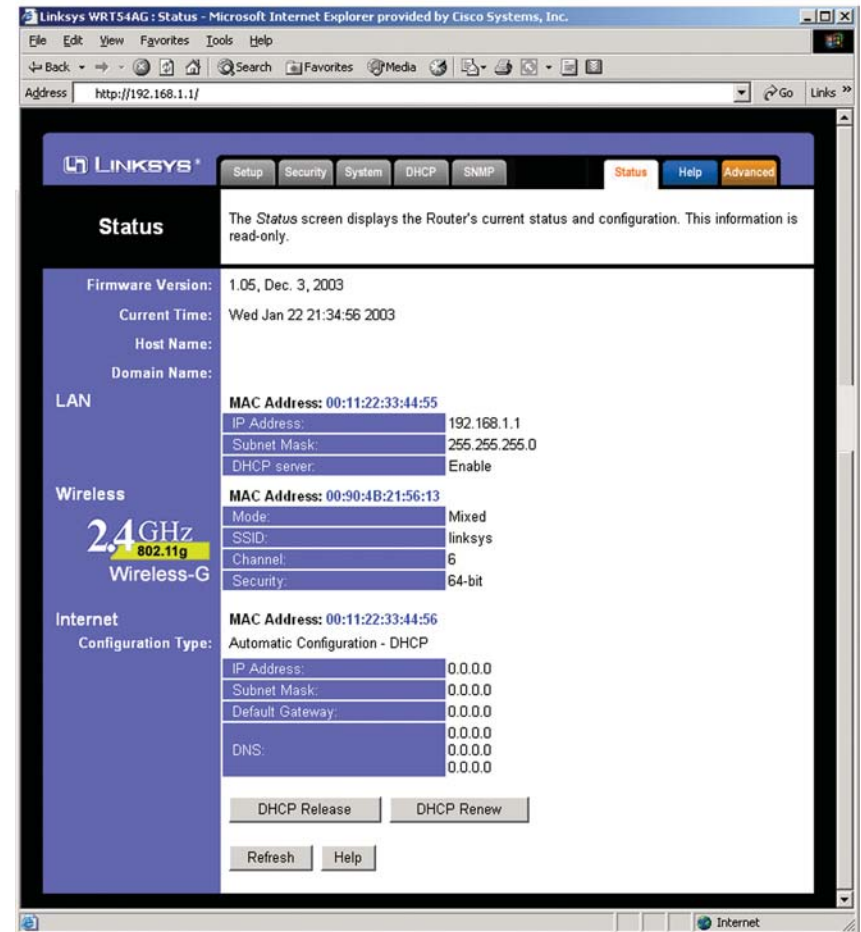 Linksys WRT54AG : Status - Microsoft Internet Explorer provided by Cisco Systems, Inc.
File Edit View Favorites Tools Help
Back Search Favorites Media
Address http://192.168.1.1/ Go Links »
LINKSYS® Setup Security System DHCP SNMP Status Help Advanced
Status
The Status screen displays the Router's current status and configuration. This information is
read-only.
Firmware Version: 1.05, Dec. 3, 2003
Current Time: Wed Jan 22 21:34:56 2003
Host Name:
Domain Name:
LAN
MAC Address: 00:11:22:33:44:55
IP Address: 192.168.1.1
Subnet Mask: 255.255.255.0
DHCP server: Enable
Wireless
MAC Address: 00:90:4B:21:56:13
2.4 GHz
802.11g
Wireless-G
Mode: Mixed
SSID: linksys
Channel: 6
Security: 64-bit
Internet
MAC Address: 00:11:22:33:44:56
Configuration Type: Automatic Configuration - DHCP
IP Address: 0.0.0.0
Subnet Mask: 0.0.0.0
Default Gateway: 0.0.0.0
DNS: 0.0.0.0
0.0.0.0
0.0.0.0
DHCP Release DHCP Renew
Refresh Help
Internet